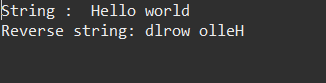 String :  Hello world
Reverse string: dlrow olleH